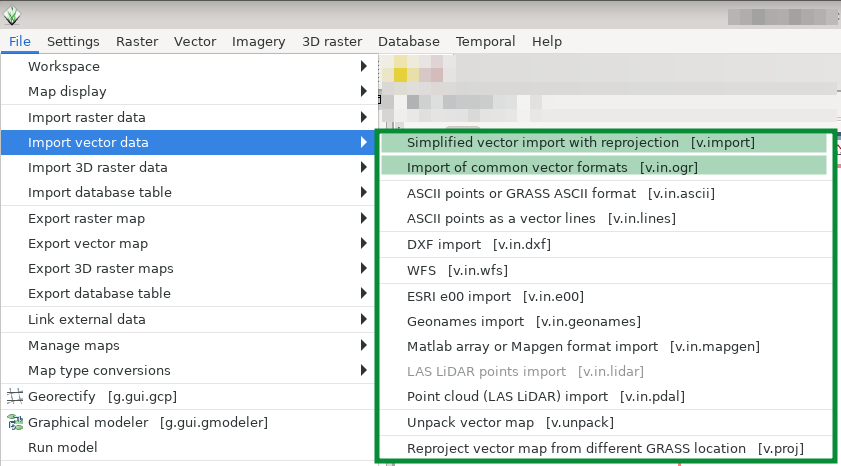 File Settings Raster Vector Imagery 3D raster Database Temporal Help
Workspace
Map display
Import raster data
Import vector data
Import 3D raster data
Import database table
Export raster map
Export vector map
Export 3D raster maps
Export database table
Link external data
Manage maps
Map type conversions
Georectify [g.gui.gcp]
Graphical modeler [g.gui.gmodeler]
Run model
Simplified vector import with reprojection [v.import]
Import of common vector formats [v.in.ogr]
ASCII points or GRASS ASCII format [v.in.ascii]
ASCII points as a vector lines [v.in.lines]
DXF import [v.in.dxf]
WFS [v.in.wfs]
ESRI e00 import [v.in.e00]
Geonames import [v.in.geonames]
Matlab array or Mapgen format import [v.in.mapgen]
LAS LiDAR points import [v.in.lidar]
Point cloud (LAS LiDAR) import [v.in.pdal]
Unpack vector map [v.unpack]
Reproject vector map from different GRASS location [v.proj]